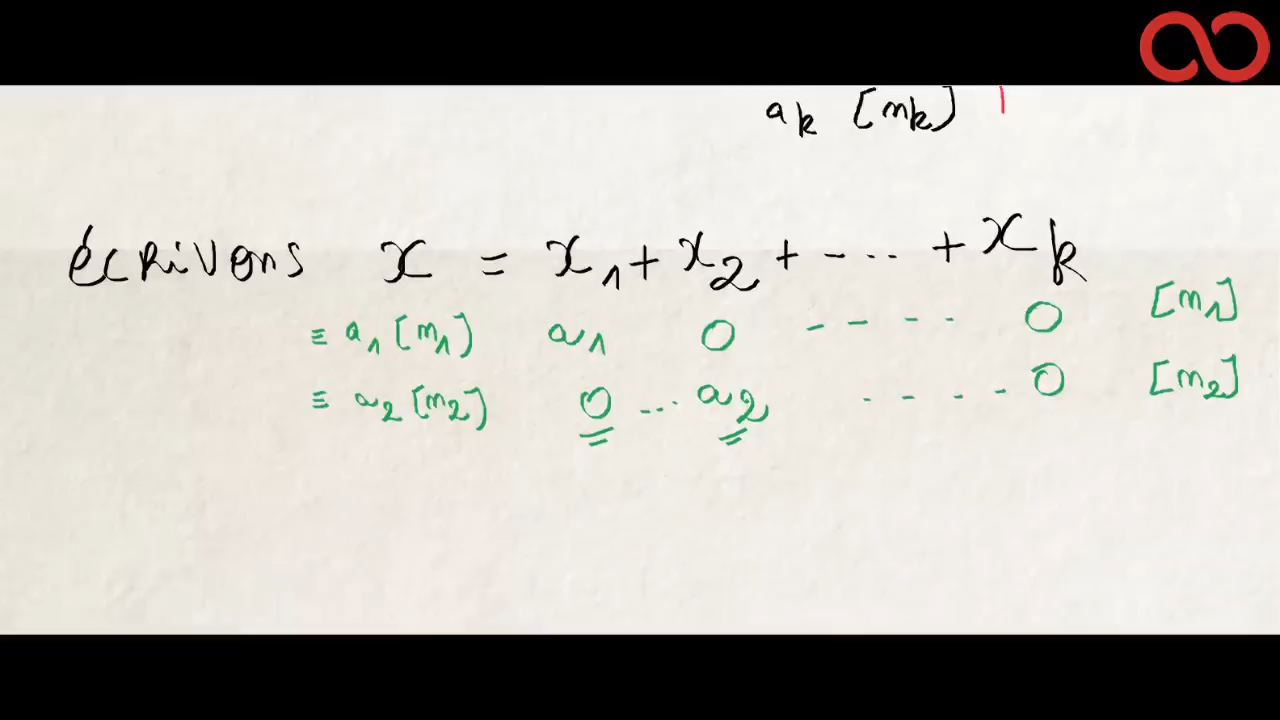 a_k [m_k]
écrivons x = x_1 + x_2 + -... + x_k
≡ a_1 [m_1] a_1 0 - - - - 0 [m_1]
≡ a_2 [m_2] 0 ... a_2 . - . - 0 [m_2]